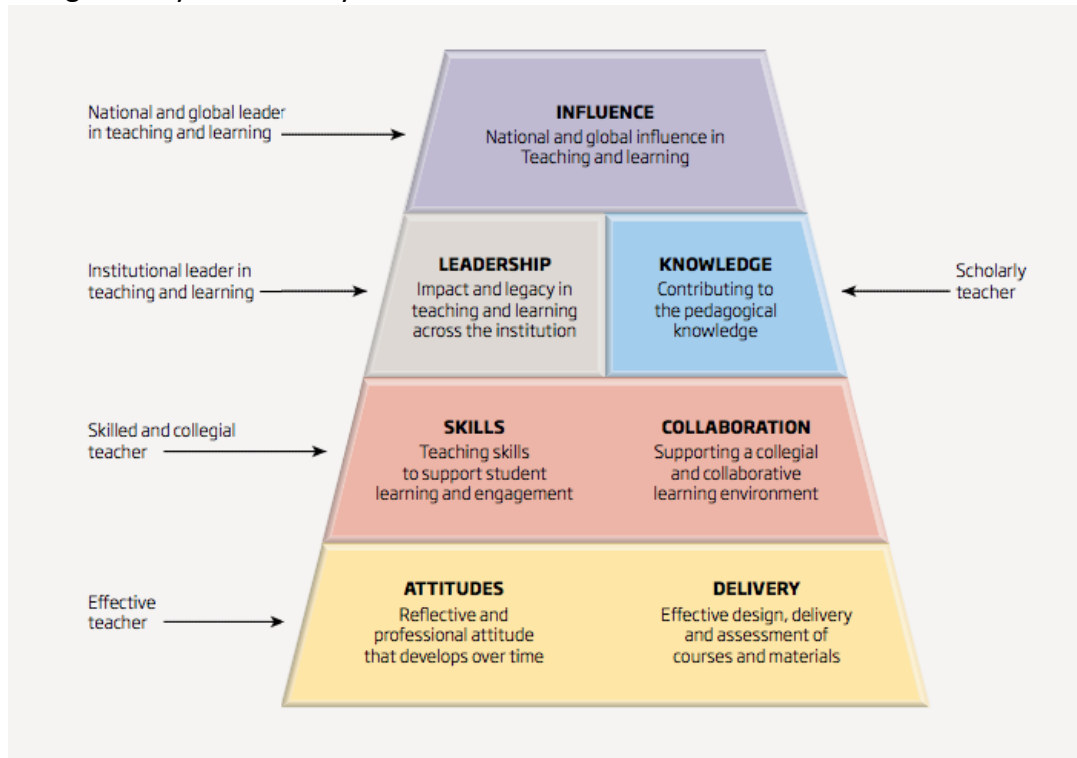 National and global leader
in teaching and learning
INFLUENCE
National and global influence in
Teaching and learning
Institutional leader in
teaching and learning
LEADERSHIP
Impact and legacy in
teaching and learning
across the institution
KNOWLEDGE
Contributing to
the pedagogical
knowledge
Scholarly
teacher
Skilled and collegial
teacher
SKILLS
Teaching skills
to support student
learning and engagement
COLLABORATION
Supporting a collegial
and collaborative
learning environment
Effective
teacher
ATTITUDES
Reflective and
professional attitude
that develops over time
DELIVERY
Effective design, delivery
and assessment of
courses and materials